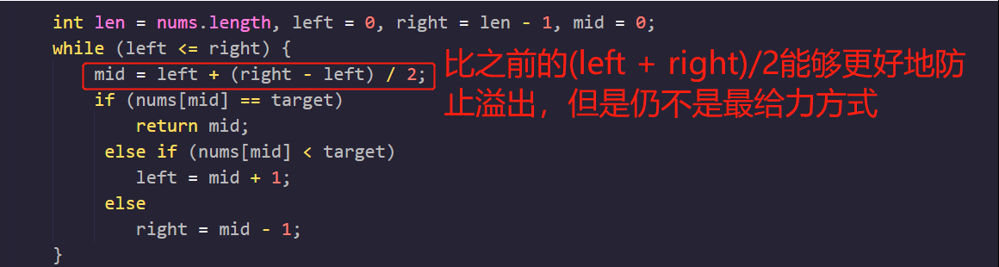 int len = nums.length, left = 0, right = len - 1, mid = 0;
while (left <= right) {
mid = left + (right - left) / 2;
比之前的(left + right)/2能够更好地防
止溢出，但是仍不是最给力方式
if (nums[mid] == target)
return mid;
else if (nums[mid] < target)
left = mid + 1;
else
right = mid - 1;
}